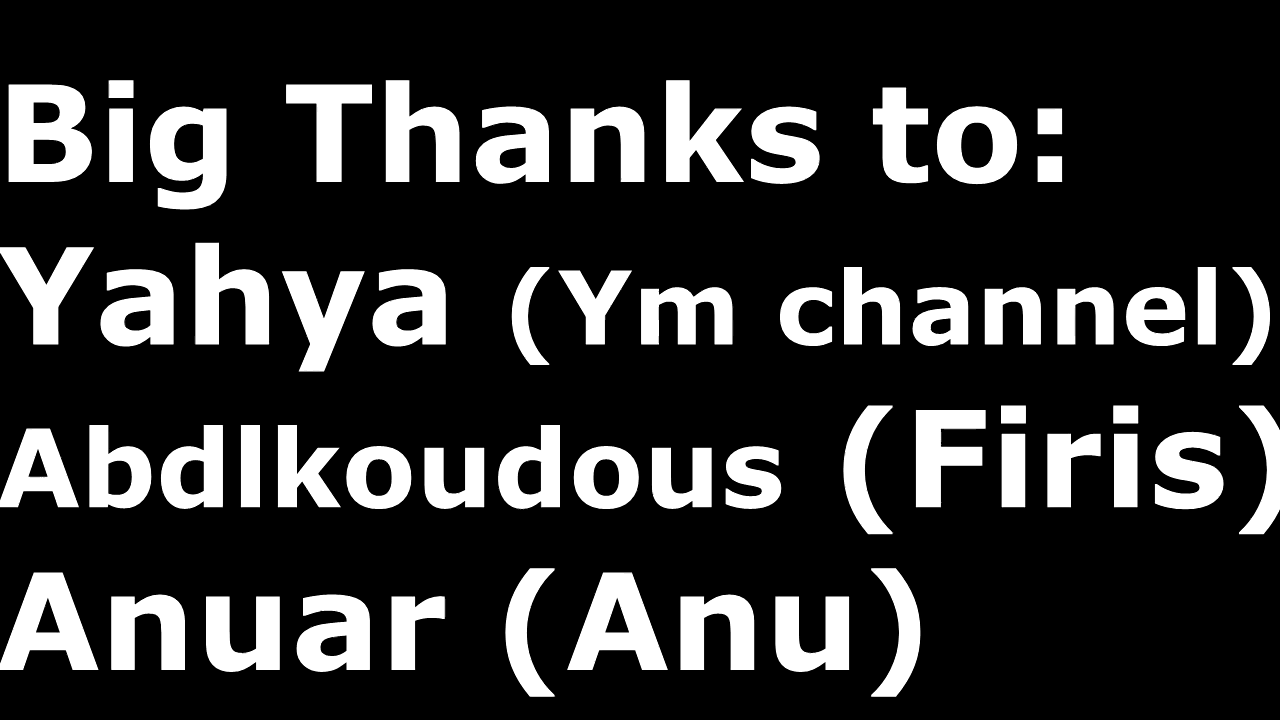 Big Thanks to:
Yahya (Ym channel)
Abdlkoudous (Firis)
Anuar (Anu)